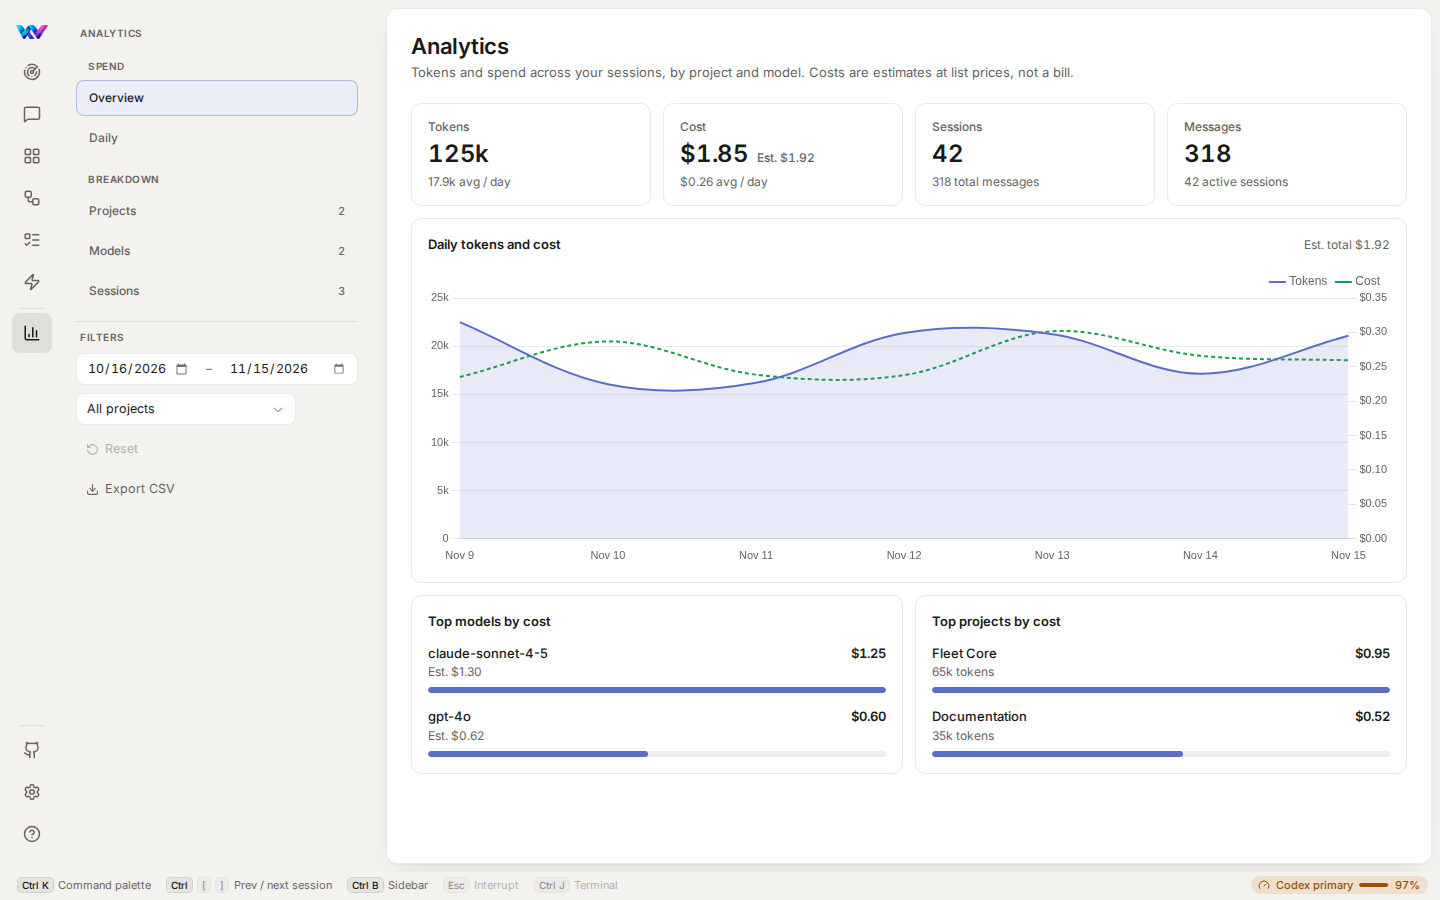 ANALYTICS
SPEND
Overview
Daily
BREAKDOWN
Projects 2
Models 2
Sessions 3
FILTERS
10/16/2026 – 11/15/2026
All projects
Reset
Export CSV
Analytics
Tokens and spend across your sessions, by project and model. Costs are estimates at list prices, not a bill.
Tokens
125k
17.9k avg / day
Cost
$1.85 Est. $1.92
$0.26 avg / day
Sessions
42
318 total messages
Messages
318
42 active sessions
Daily tokens and cost
Est. total $1.92
Tokens Cost
25k
20k
15k
10k
5k
0
$0.35
$0.30
$0.25
$0.20
$0.15
$0.10
$0.05
$0.00
Nov 9 Nov 10 Nov 11 Nov 12 Nov 13 Nov 14 Nov 15
Top models by cost
claude-sonnet-4-5 $1.25
Est. $1.30
gpt-4o $0.60
Est. $0.62
Top projects by cost
Fleet Core $0.95
65k tokens
Documentation $0.52
35k tokens
Ctrl K Command palette Ctrl [ ] Prev / next session Ctrl B Sidebar Esc Interrupt Ctrl J Terminal
Codex primary 97%